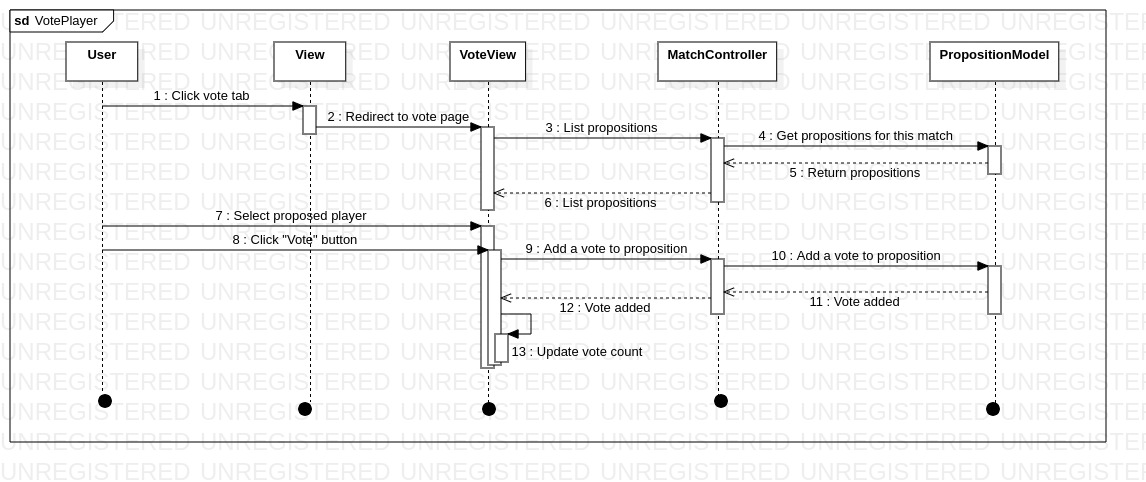 sd VotePlayer
User
View
VoteView
MatchController
PropositionModel
1 : Click vote tab
2 : Redirect to vote page
3 : List propositions
4 : Get propositions for this match
5 : Return propositions
6 : List propositions
7 : Select proposed player
8 : Click "Vote" button
9 : Add a vote to proposition
10 : Add a vote to proposition
11 : Vote added
12 : Vote added
13 : Update vote count
UNREGISTERED UNREGISTERED UNREGISTERED UNREGISTERED UNREGISTERED UNREGISTERED